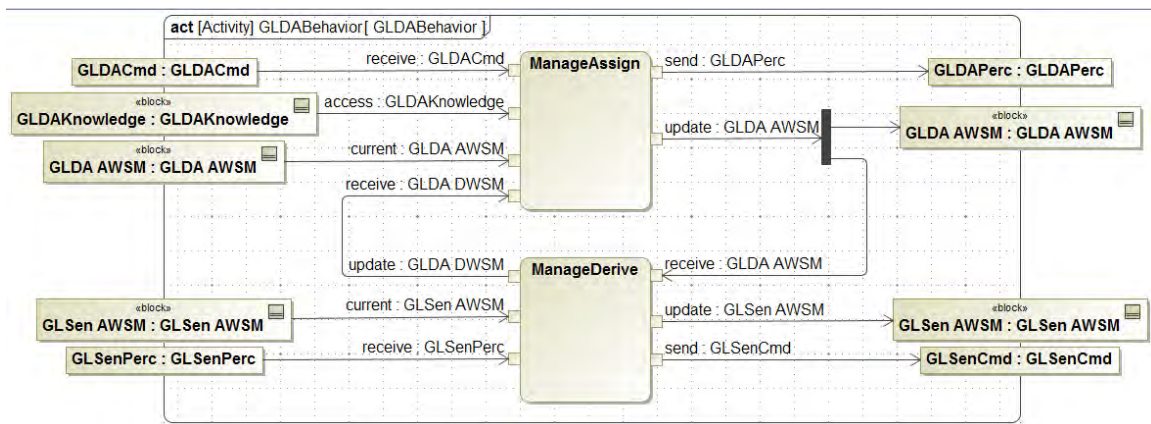 act [Activity] GLDABehavior[ GLDABehavior ]
GLDACmd : GLDACmd
receive : GLDACmd
ManageAssign
send : GLDAPerc
GLDAPerc : GLDAPerc
«block»
GLDAKnowledge : GLDAKnowledge
access : GLDAKnowledge
«block»
GLDA AWSM : GLDA AWSM
current : GLDA AWSM
update : GLDA AWSM
«block»
GLDA AWSM : GLDA AWSM
receive : GLDA DWSM
update : GLDA DWSM
ManageDerive
receive : GLDA AWSM
«block»
GLSen AWSM : GLSen AWSM
current : GLSen AWSM
update : GLSen AWSM
«block»
GLSen AWSM : GLSen AWSM
GLSenPerc : GLSenPerc
receive : GLSenPerc
send : GLSenCmd
GLSenCmd : GLSenCmd